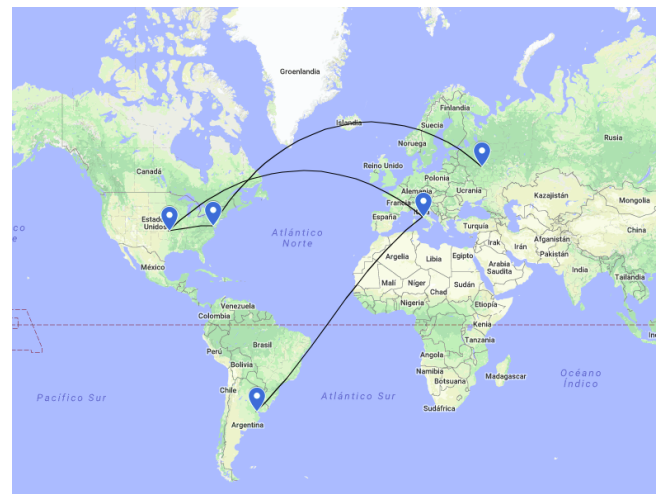 Groenlandia
Islandia
Finlandia
Suecia
Noruega
Rusia
Canadá
Reino Unido
Polonia
Alemania
Ucrania
Kazajistán
Mongolia
Francia
Estados
Unidos
España
Turquía
Afganistán
China
Irak
Irán
Pakistán
Atlántico
Norte
Argelia
Libia
Egipto
Arabia
Saudita
India
México
Malí
Níger
Sudán
Tailandia
Chad
Nigeria
Etiopía
Venezuela
Colombia
Kenia
Tanzania
Perú
Brasil
Angola
Bolivia
Namibia
Botsuana
Madagascar
Océano
Índico
Chile
Pacífico Sur
Atlántico Sur
Sudáfrica
Argentina